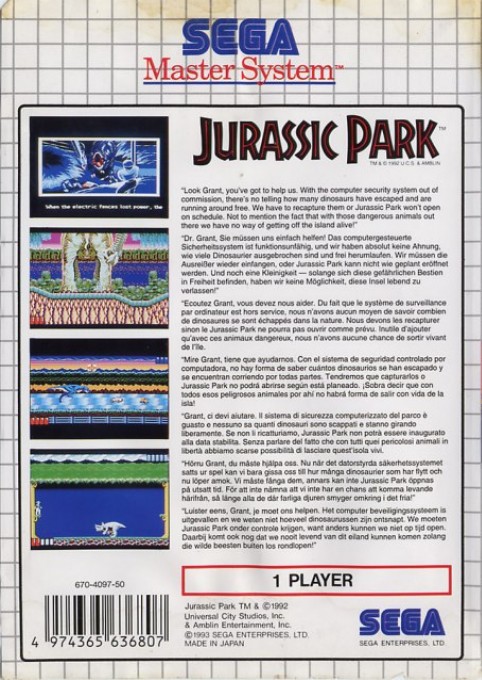 SEGA
Master System™
JURASSIC PARK™
TM & © 1992 U.C.S. & AMBLIN
When the electric fences lost power, the
"Look Grant, you've got to help us. With the computer security system out of
commission, there's no telling how many dinosaurs have escaped and are
running around free. We have to recapture them or Jurassic Park won't open
on schedule. Not to mention the fact that with those dangerous animals out
there we have no way of getting off the island alive!"
"Dr. Grant, Sie müssen uns einfach helfen! Das computergesteuerte
Sicherheitssystem ist funktionsunfähig, und wir haben absolut keine Ahnung,
wie viele Dinosaurier ausgebrochen sind und frei herumlaufen. Wir müssen die
Ausreißer wieder einfangen, oder Jurassic Park kann nicht wie geplant eröffnet
werden. Und noch eine Kleinigkeit — solange sich diese gefährlichen Bestien
in Freiheit befinden, haben wir keine Möglichkeit, diese Insel lebend zu
verlassen!"
"Ecoutez Grant, vous devez nous aider. Du fait que le système de surveillance
par ordinateur est hors service, nous n'avons aucun moyen de savoir combien
de dinosaures se sont échappés dans la nature. Nous devons les recapturer
sinon le Jurassic Park ne pourra pas ouvrir comme prévu. Inutile d'ajouter
qu'avec ces animaux dangereux, nous n'avons aucune chance de sortir vivant
de l'île.
"Mire Grant, tiene que ayudarnos. Con el sistema de seguridad controlado por
computadora, no hay forma de saber cuántos dinosaurios se han escapado y
se encuentran corriendo por todas partes. Tendremos que capturarlos o
Jurassic Park no podrá abrirse según está planeado. ¡Sobra decir que con
todos esos peligrosos animales por ahí no habrá forma de salir con vida de la
isla!
"Grant, ci devi aiutare. Il sistema di sicurezza computerizzato del parco è
guasto e nessuno sa quanti dinosauri sono scappati e stanno girando
liberamente. Se non li ricatturiamo, Jurassic Park non potrà essere inaugurato
alla data stabilita. Senza parlare del fatto che con tutti quei pericolosi animali in
libertà abbiamo scarse possibilità di lasciare quest'isola vivi.
"Hörnu Grant, du måste hjälpa oss. Nu när det datorstyrda säkerhetssystemet
satts ur spel kan vi bara gissa oss till hur många dinosaurier som har flytt och
nu löper amok. Vi måste fånga dem, annars kan inte Jurassic Park öppnas
på utsatt tid. För att inte nämna att vi inte har en chans att komma levande
härifrån, så länge alla de där farliga djuren smyger omkring i det fria!"
"Luister eens, Grant, je moet ons helpen. Het computer beveiligingssysteem is
uitgevallen en we weten niet hoeveel dinosaurussen zijn ontsnapt. We moeten
Jurassic Park onder controle krijgen, want anders kunnen we niet op tijd open.
Daarbij komt ook nog dat we nooit levend van dit eiland kunnen komen zolang
die wilde beesten buiten los rondlopen!"
670-4097-50
1 PLAYER
4 974365 636807
Jurassic Park TM & ©1992
Universal City Studios, Inc.
& Amblin Entertainment, Inc.
©1993 SEGA ENTERPRISES, LTD.
MADE IN JAPAN
SEGA
SEGA ENTERPRISES, LTD.